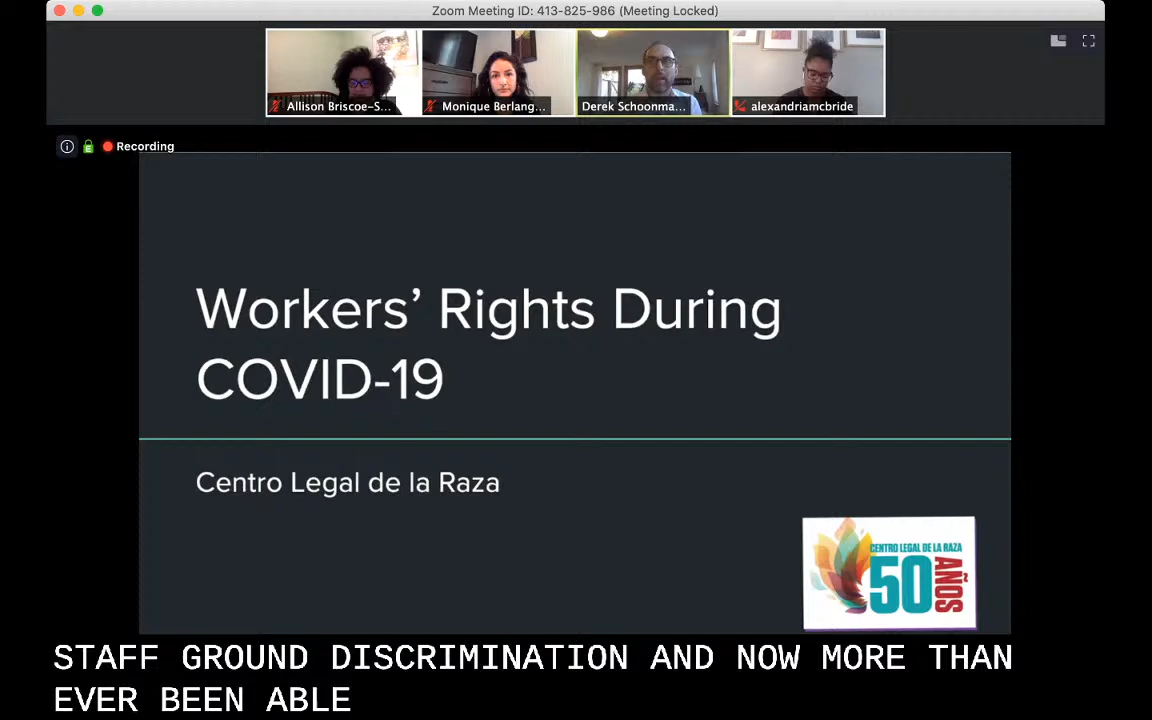 Zoom Meeting ID: 413-825-986 (Meeting Locked)
Allison Briscoe-S...
Monique Berlang...
Derek Schoonma...
alexandriamcbride
Recording
Workers’ Rights During
COVID-19
Centro Legal de la Raza
CENTRO LEGAL DE LA RAZA
50
AÑOS
STAFF GROUND DISCRIMINATION AND NOW MORE THAN
EVER BEEN ABLE